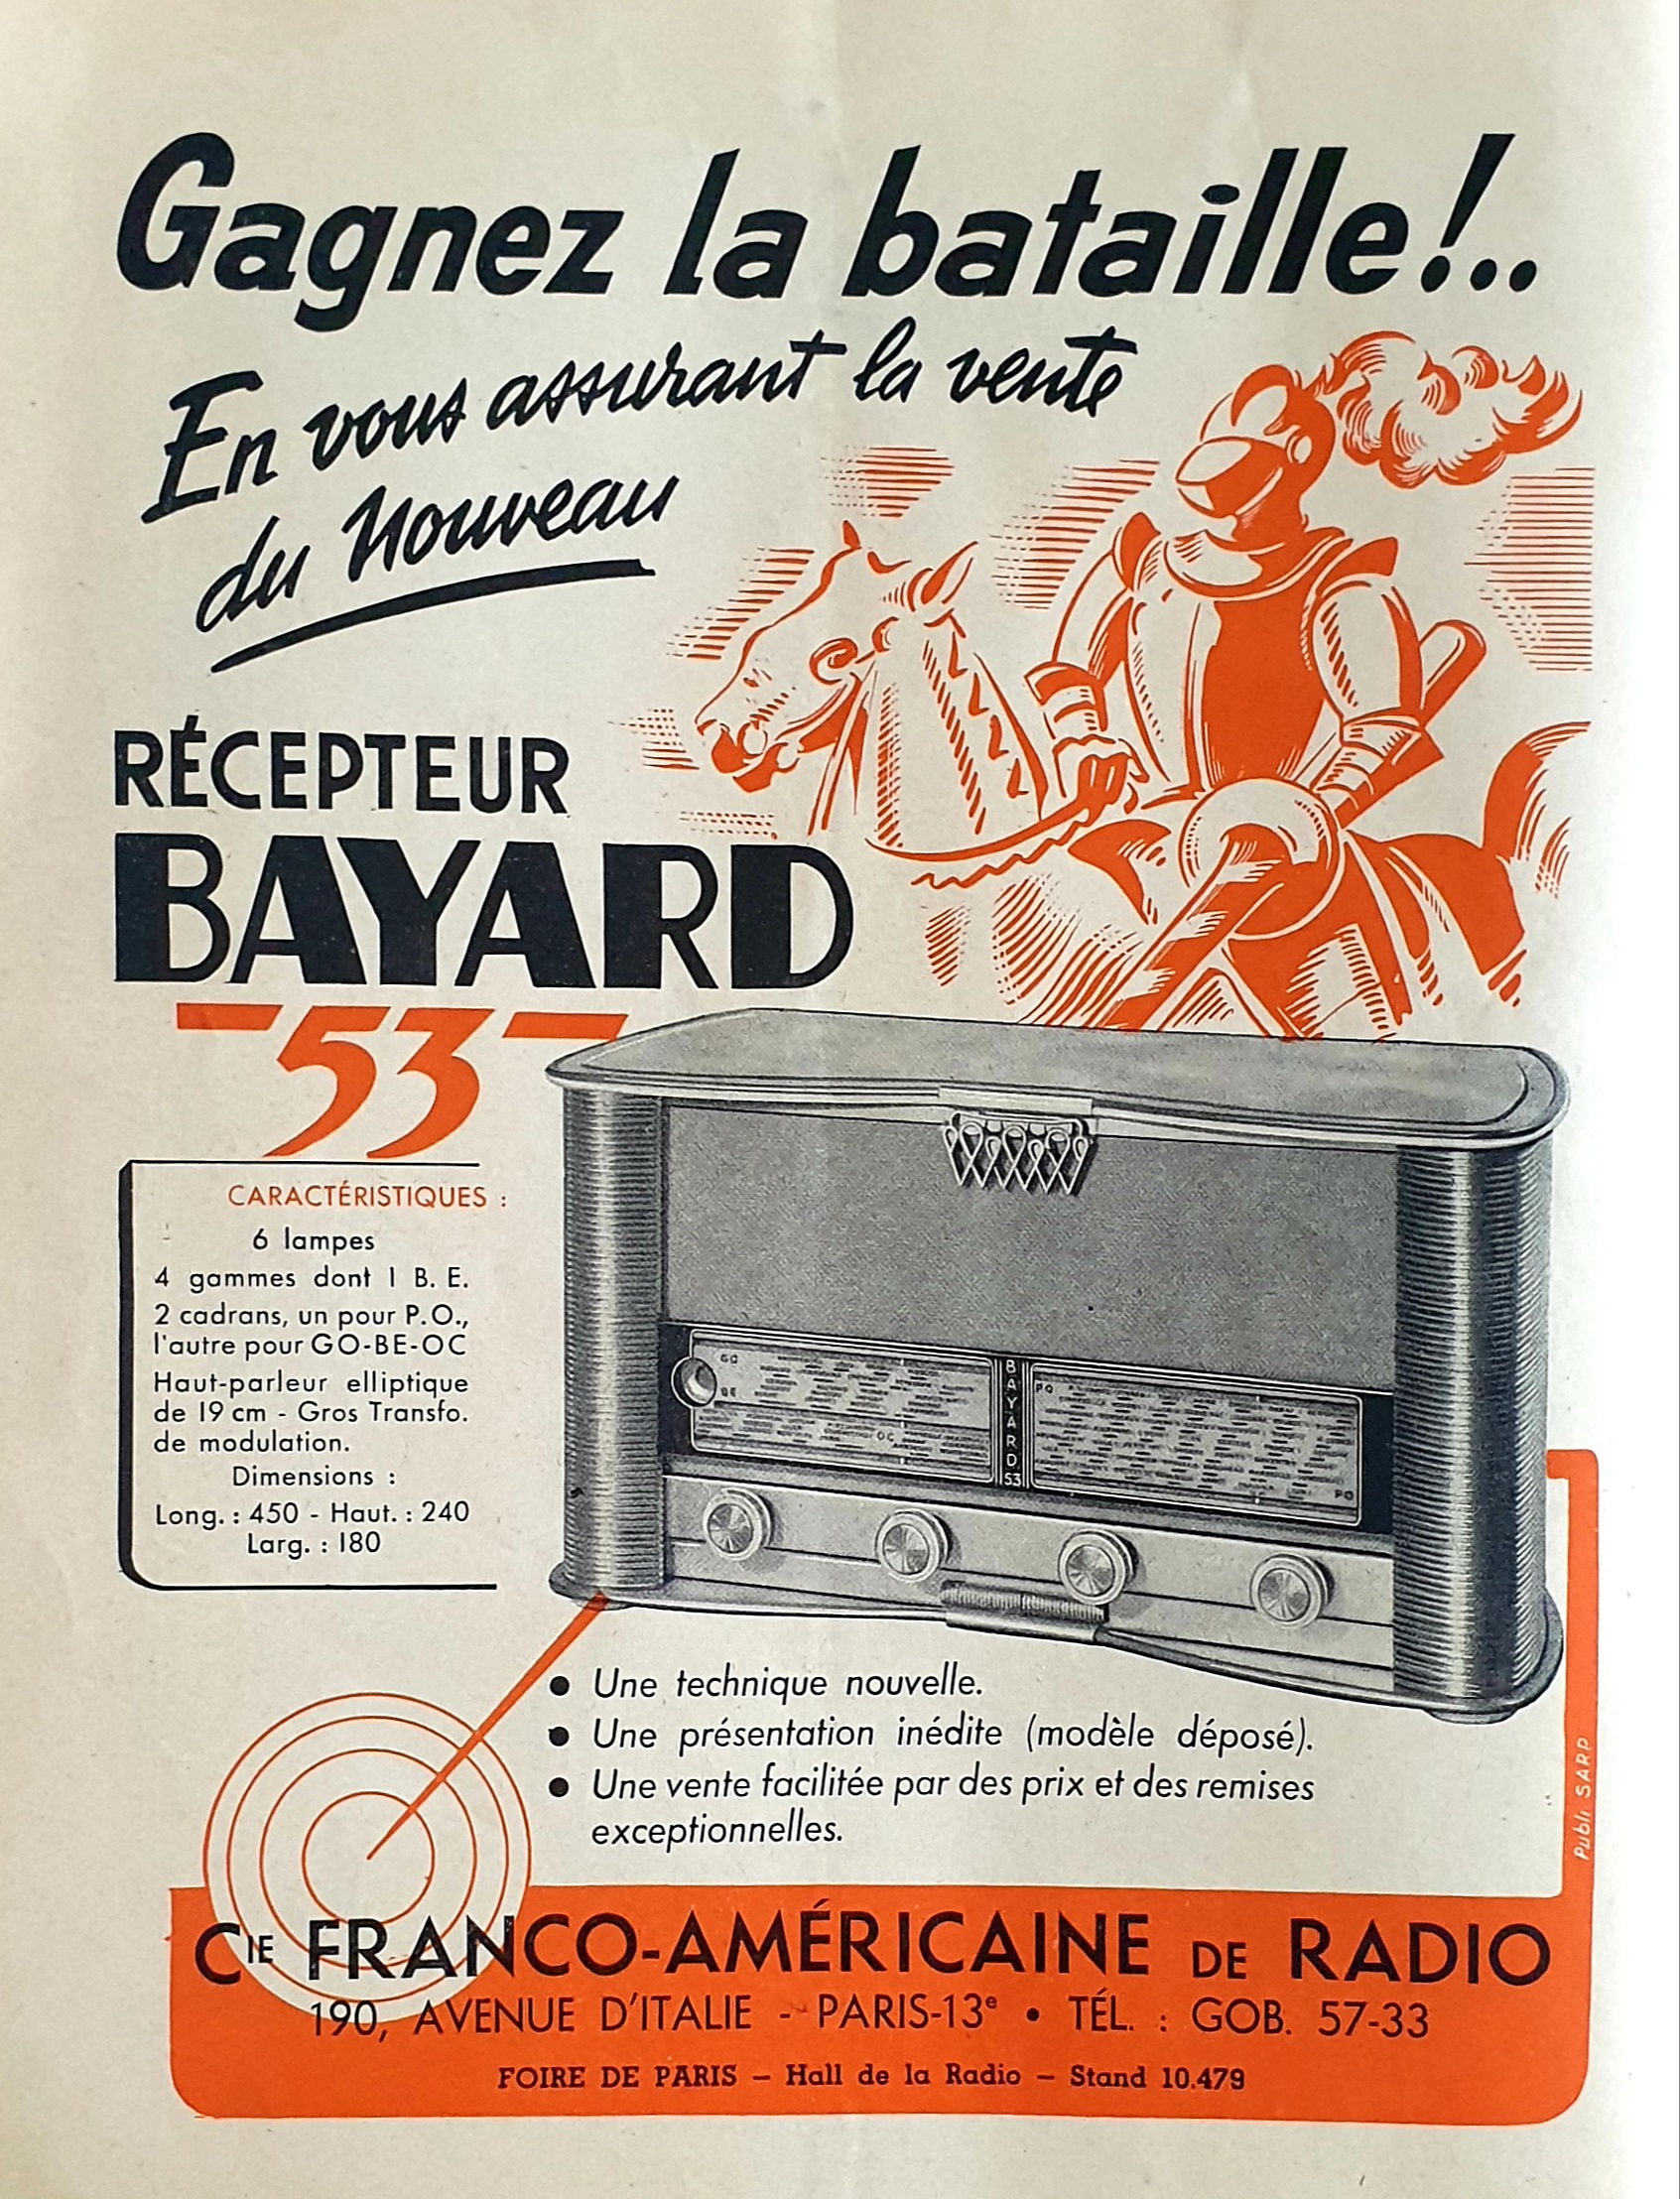 Gagnez la bataille!..
En vous assurant la vente
du Nouveau
RÉCEPTEUR
BAYARD
-53-
CARACTÉRISTIQUES :
6 lampes
4 gammes dont 1 B. E.
2 cadrans, un pour P.O.,
l'autre pour GO-BE-OC
Haut-parleur elliptique
de 19 cm - Gros Transfo.
de modulation.
Dimensions :
Long. : 450 - Haut. : 240
Larg. : 180
GO
BE
OC
BAYARD 53
PO
PO
• Une technique nouvelle.
• Une présentation inédite (modèle déposé).
• Une vente facilitée par des prix et des remises
exceptionnelles.
Publi SARP
CIE FRANCO-AMÉRICAINE DE RADIO
190, AVENUE D'ITALIE - PARIS-13e • TÉL. : GOB. 57-33
FOIRE DE PARIS — Hall de la Radio — Stand 10.479